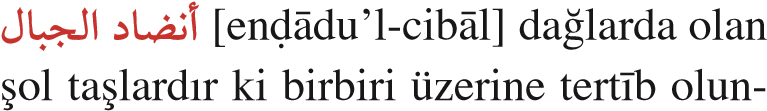 أنضاد الجبال [enḍādu’l-cibāl] dağlarda olan
şol taşlardır ki birbiri üzerine tertīb olun-